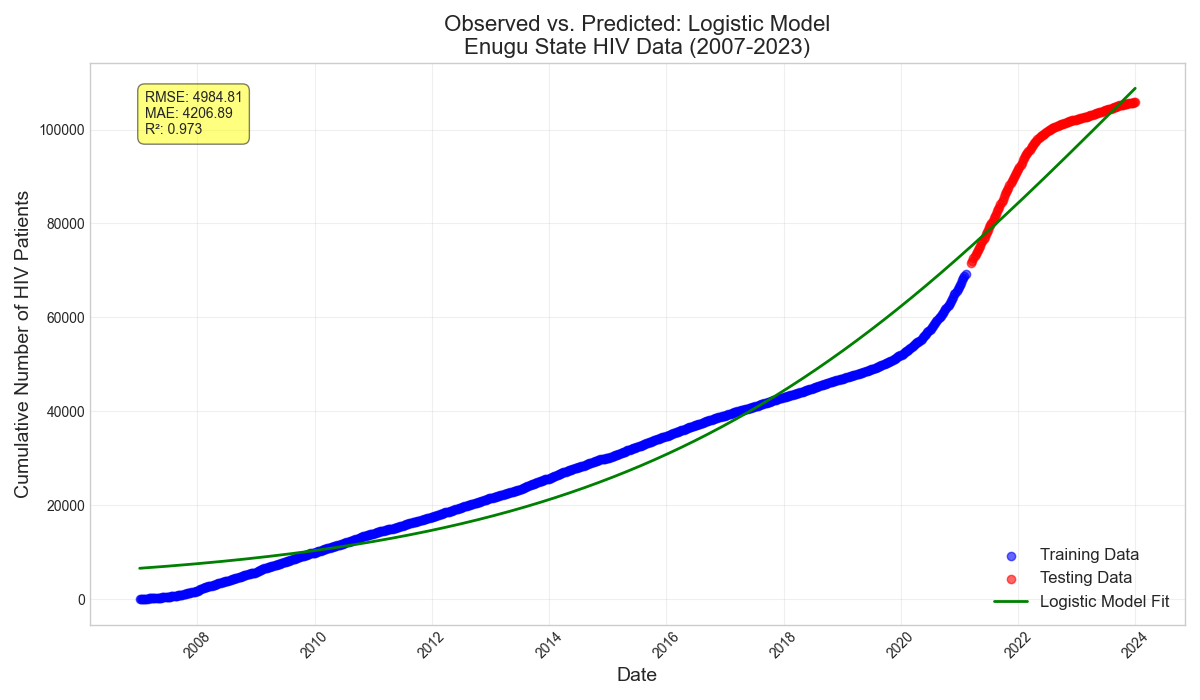 Observed vs. Predicted: Logistic Model
Enugu State HIV Data (2007-2023)
RMSE: 4984.81
MAE: 4206.89
R²: 0.973
Cumulative Number of HIV Patients
100000
80000
60000
40000
20000
0
Training Data
Testing Data
Logistic Model Fit
2008
2010
2012
2014
2016
2018
2020
2022
2024
Date